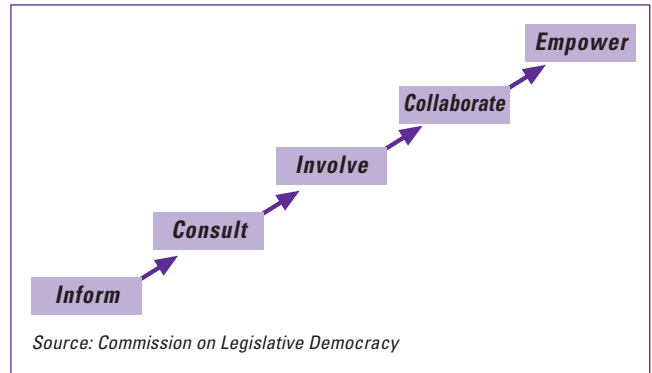 Empower
Collaborate
Involve
Consult
Inform
Source: Commission on Legislative Democracy